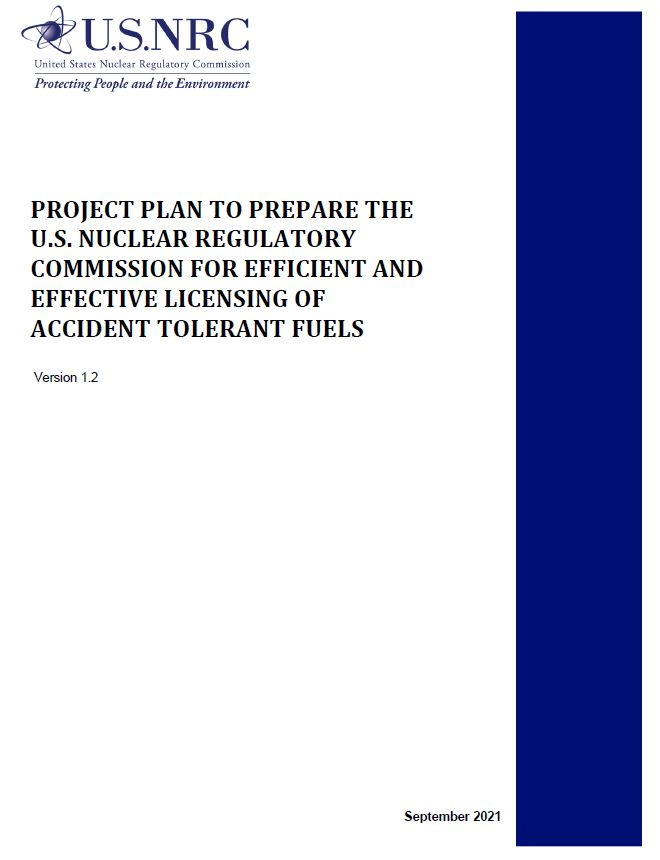 U.S.NRC
United States Nuclear Regulatory Commission
Protecting People and the Environment
PROJECT PLAN TO PREPARE THE
U.S. NUCLEAR REGULATORY
COMMISSION FOR EFFICIENT AND
EFFECTIVE LICENSING OF
ACCIDENT TOLERANT FUELS
Version 1.2
September 2021